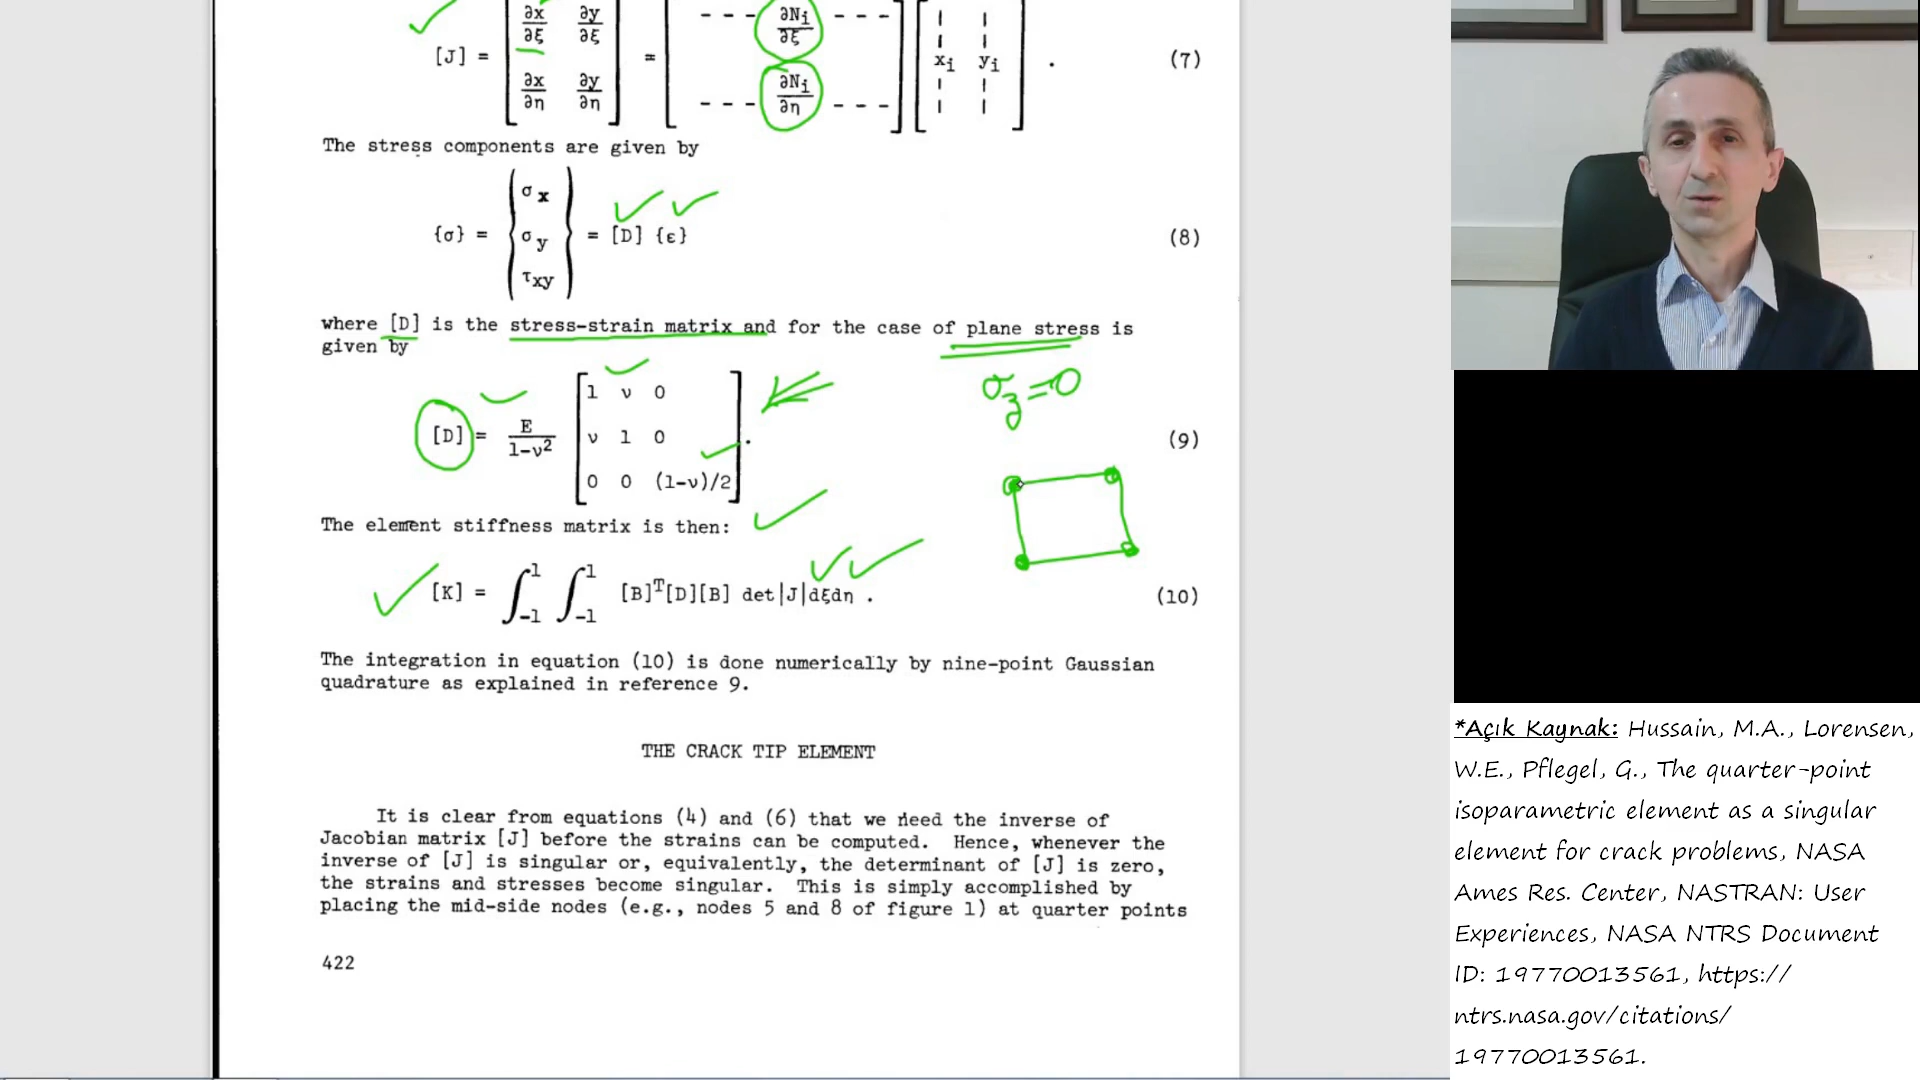 [J] = [∂x/∂ξ ∂y/∂ξ ∂x/∂η ∂y/∂η] = [- - - ∂Ni/∂ξ - - - - - - ∂Ni/∂η - - -] [xi yi] . (7)
The stress components are given by
{σ} = {σx σy τxy} = [D] {ϵ} (8)
where [D] is the stress-strain matrix and for the case of plane stress is
given by
σz=0
[D] = E/1-ν² [1 ν 0 ν 1 0 0 0 (1-ν)/2] . (9)
The element stiffness matrix is then:
[K] = ∫-1 1 ∫-1 1 [B]T[D][B] det|J|dξdη . (10)
The integration in equation (10) is done numerically by nine-point Gaussian
quadrature as explained in reference 9.
THE CRACK TIP ELEMENT
It is clear from equations (4) and (6) that we need the inverse of
Jacobian matrix [J] before the strains can be computed. Hence, whenever the
inverse of [J] is singular or, equivalently, the determinant of [J] is zero,
the strains and stresses become singular. This is simply accomplished by
placing the mid-side nodes (e.g., nodes 5 and 8 of figure 1) at quarter points
422
*Açık Kaynak: Hussain, M.A., Lorensen,
W.E., Pflegel, G., The quarter-point
isoparametric element as a singular
element for crack problems, NASA
Ames Res. Center, NASTRAN: User
Experiences, NASA NTRS Document
ID: 19770013561, https://
ntrs.nasa.gov/citations/
19770013561.